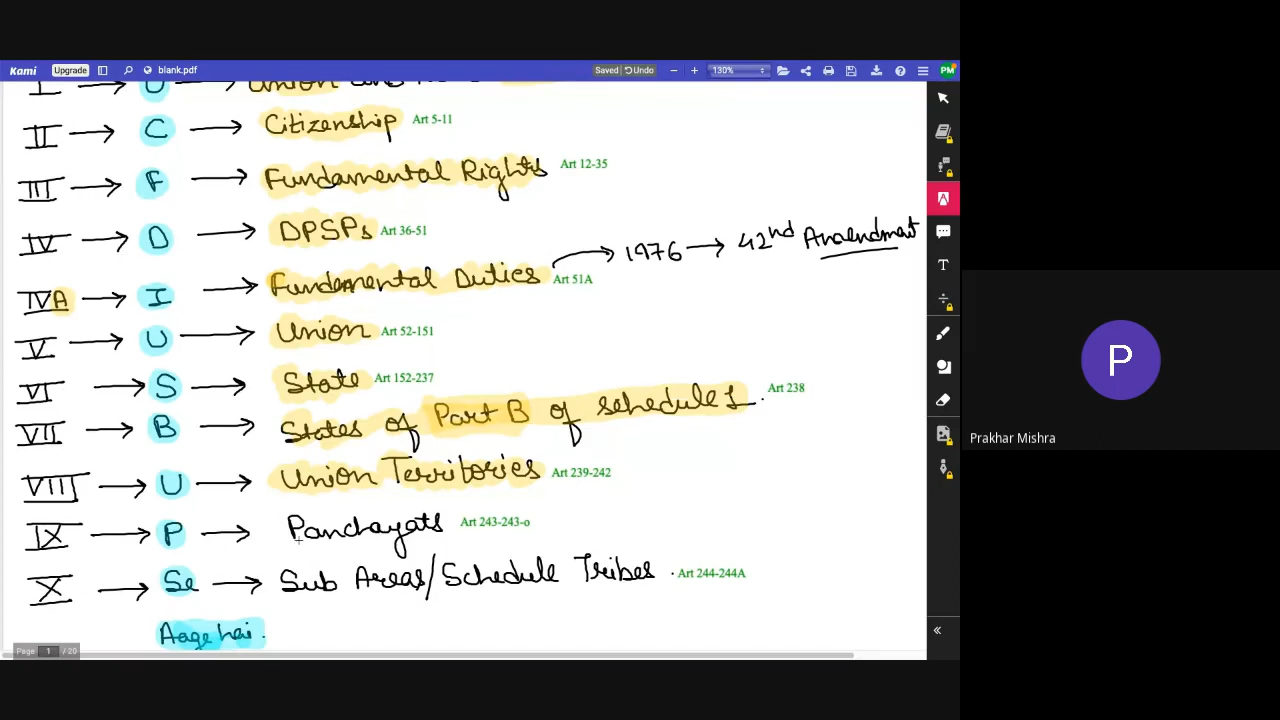 Kami Upgrade blank.pdf Saved Undo 130% PM
I → U → Union and
II → C → Citizenship Art 5-11
III → F → Fundamental Rights Art 12-35
IV → D → DPSPs Art 36-51
IVA → I → Fundamental Duties Art 51A → 1976 → 42nd Amendment
V → U → Union Art 52-151
VI → S → State Art 152-237
VII → B → States of Part B of schedule 1. Art 238
VIII → U → Union Territories Art 239-242
IX → P → Panchayats Art 243-243-o
X → Se → Sub Areas/Schedule Tribes. Art 244-244A
Aage hai.
Page 1 / 20
P
Prakhar Mishra